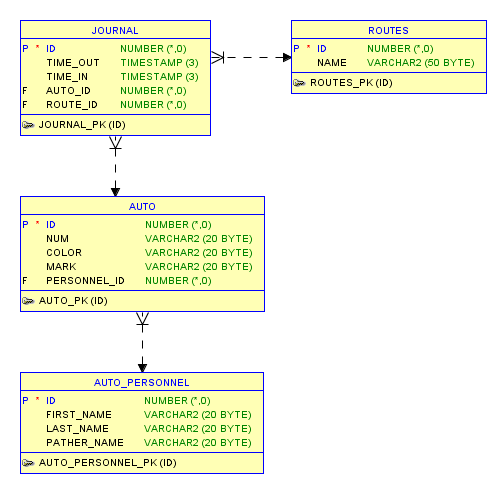 JOURNAL
P * ID NUMBER (*,0)
TIME_OUT TIMESTAMP (3)
TIME_IN TIMESTAMP (3)
F AUTO_ID NUMBER (*,0)
F ROUTE_ID NUMBER (*,0)
JOURNAL_PK (ID)
ROUTES
P * ID NUMBER (*,0)
NAME VARCHAR2 (50 BYTE)
ROUTES_PK (ID)
AUTO
P * ID NUMBER (*,0)
NUM VARCHAR2 (20 BYTE)
COLOR VARCHAR2 (20 BYTE)
MARK VARCHAR2 (20 BYTE)
F PERSONNEL_ID NUMBER (*,0)
AUTO_PK (ID)
AUTO_PERSONNEL
P * ID NUMBER (*,0)
FIRST_NAME VARCHAR2 (20 BYTE)
LAST_NAME VARCHAR2 (20 BYTE)
PATHER_NAME VARCHAR2 (20 BYTE)
AUTO_PERSONNEL_PK (ID)